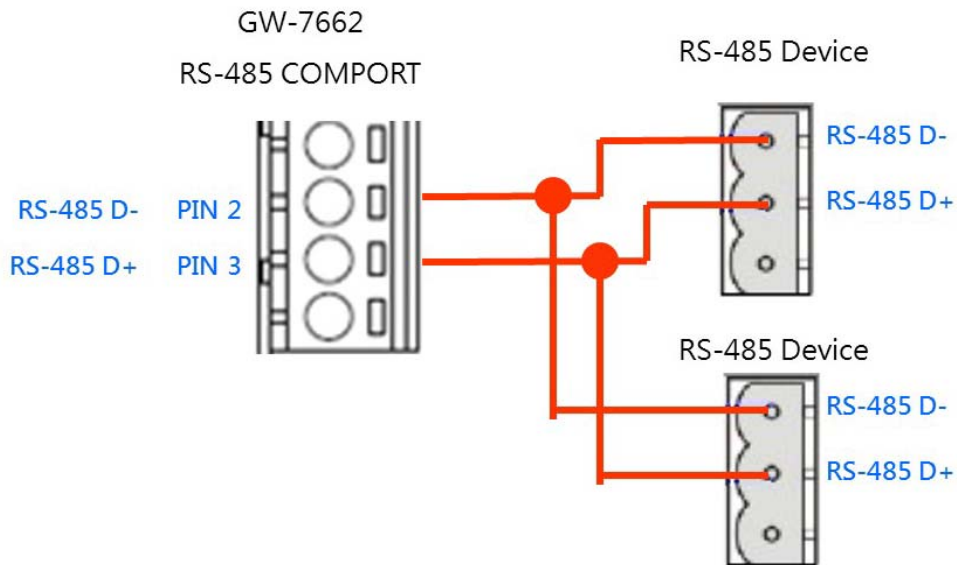 GW-7662
RS-485 COMPORT
RS-485 Device
RS-485 D-
RS-485 D+
RS-485 D- PIN 2
RS-485 D+ PIN 3
RS-485 Device
RS-485 D-
RS-485 D+